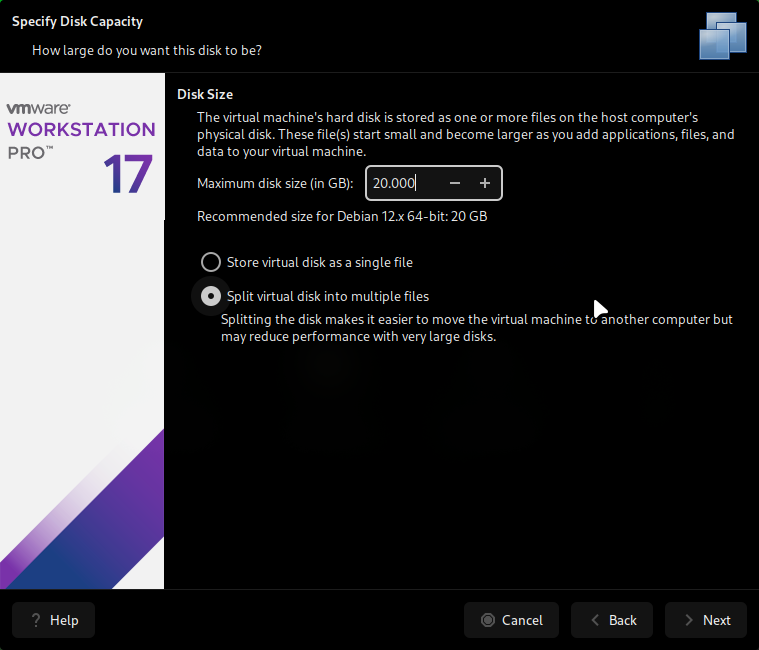 Specify Disk Capacity
How large do you want this disk to be?
vmware®
WORKSTATION
PRO™
17
Disk Size
The virtual machine's hard disk is stored as one or more files on the host computer's
physical disk. These file(s) start small and become larger as you add applications, files, and
data to your virtual machine.
Maximum disk size (in GB): 20.000 − +
Recommended size for Debian 12.x 64-bit: 20 GB
Store virtual disk as a single file
Split virtual disk into multiple files
Splitting the disk makes it easier to move the virtual machine to another computer but
may reduce performance with very large disks.
? Help Cancel Back Next